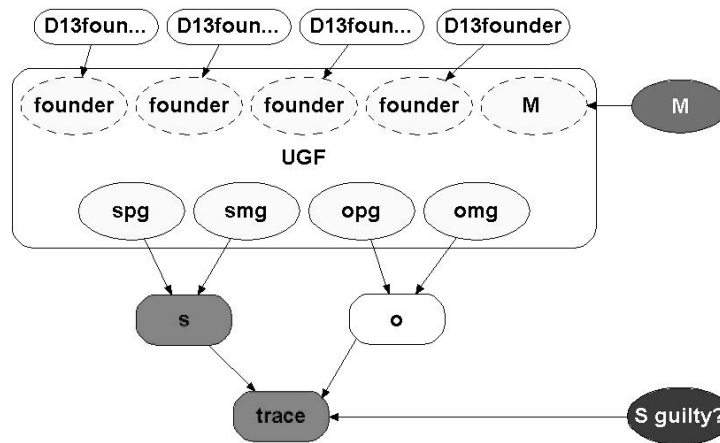 D13foun... D13foun... D13foun... D13founder
founder founder founder founder M M
UGF
spg smg opg omg
s o
trace S guilty?